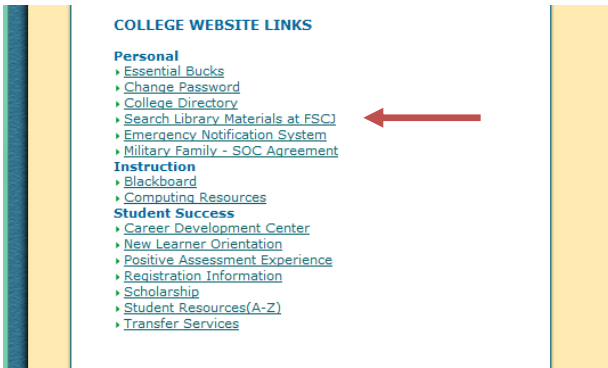 COLLEGE WEBSITE LINKS
Personal
Essential Bucks
Change Password
College Directory
Search Library Materials at FSCJ
Emergency Notification System
Military Family - SOC Agreement
Instruction
Blackboard
Computing Resources
Student Success
Career Development Center
New Learner Orientation
Positive Assessment Experience
Registration Information
Scholarship
Student Resources(A-Z)
Transfer Services